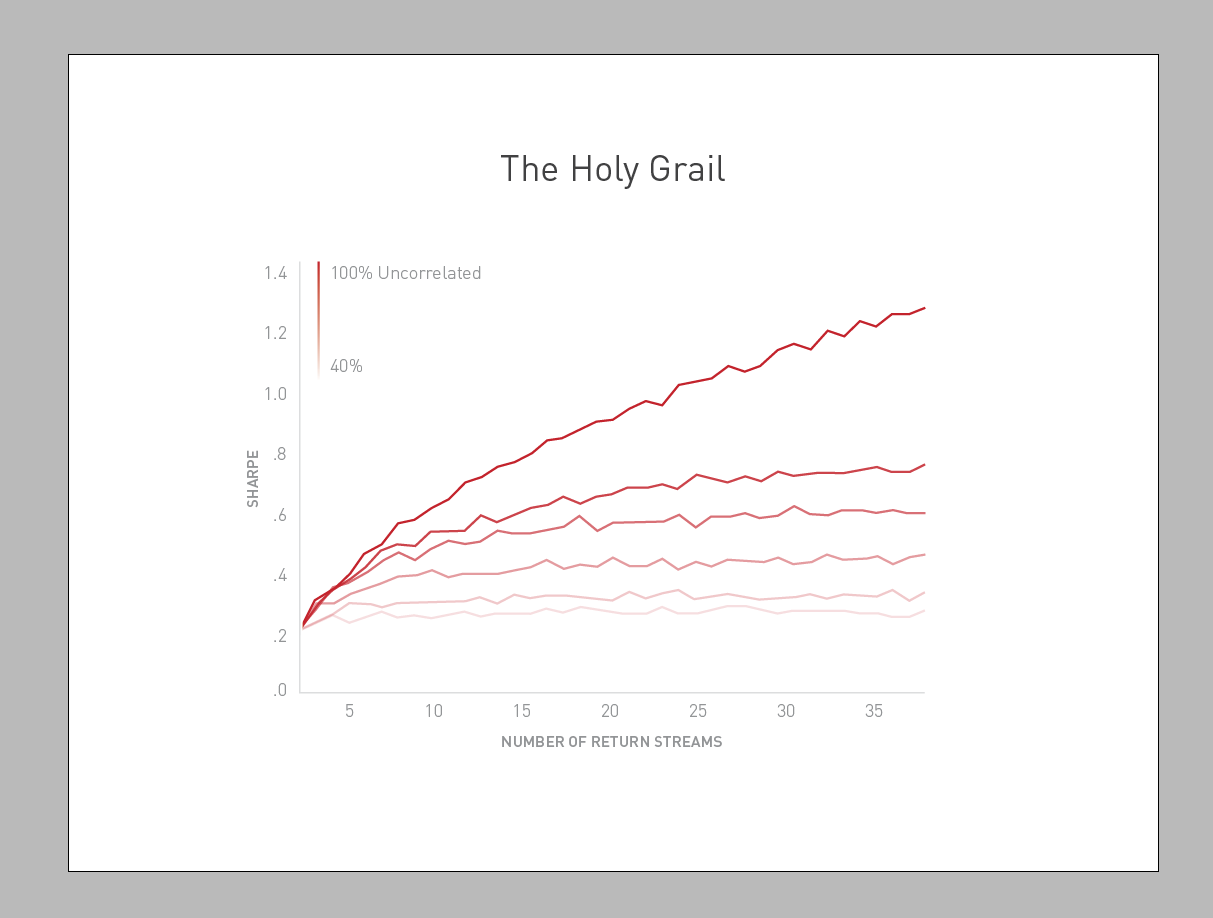 The Holy Grail
1.4
100% Uncorrelated
1.2
40%
1.0
.8
SHARPE
.6
.4
.2
.0
5 10 15 20 25 30 35
NUMBER OF RETURN STREAMS